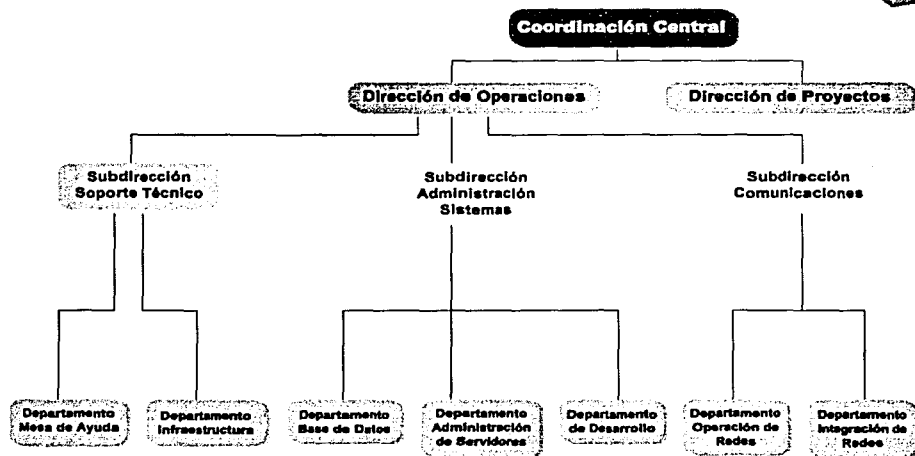 Coordinación Central
Dirección de Operaciones
Dirección de Proyectos
Subdirección
Soporte Técnico
Subdirección
Administración
Sistemas
Subdirección
Comunicaciones
Departamento
Mesa de Ayuda
Departamento
Infraestructura
Departamento
Base de Datos
Departamento
Administración
de Servidores
Departamento
de Desarrollo
Departamento
Operación de
Redes
Departamento
Integración de
Redes